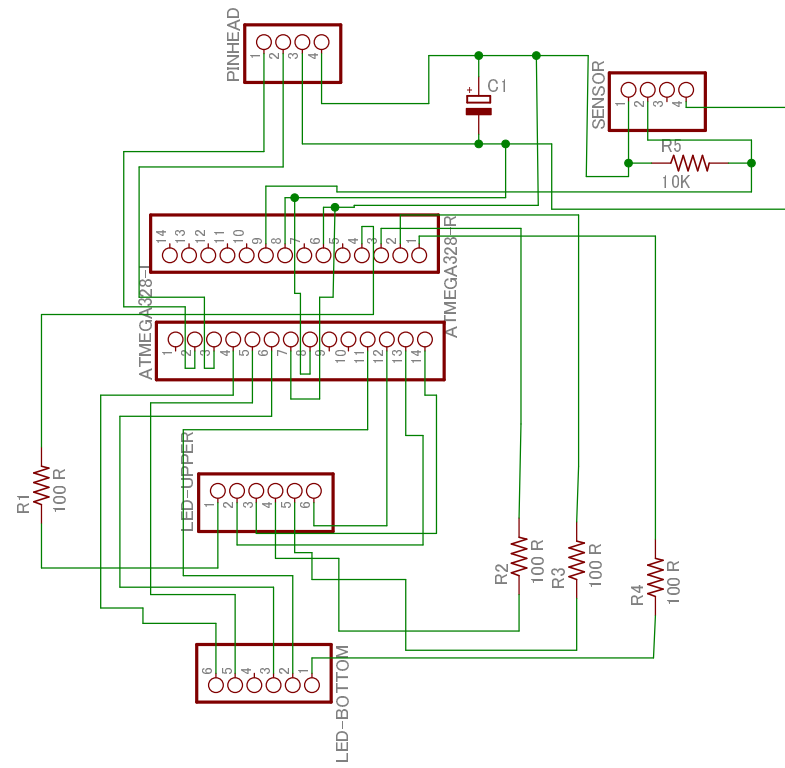 PINHEAD
1 2 3 4
+
C1
SENSOR
1 2 3 4
R5
10K
14 13 12 11 10 9 8 7 6 5 4 3 2 1
ATMEGA328-R
ATMEGA328-
1 2 3 4 5 6 7 8 9 10 11 12 13 14
LED-UPPER
1 2 3 4 5 6
R1
100 R
R2
100 R
R3
100 R
R4
100 R
6 5 4 3 2 1
LED-BOTTOM